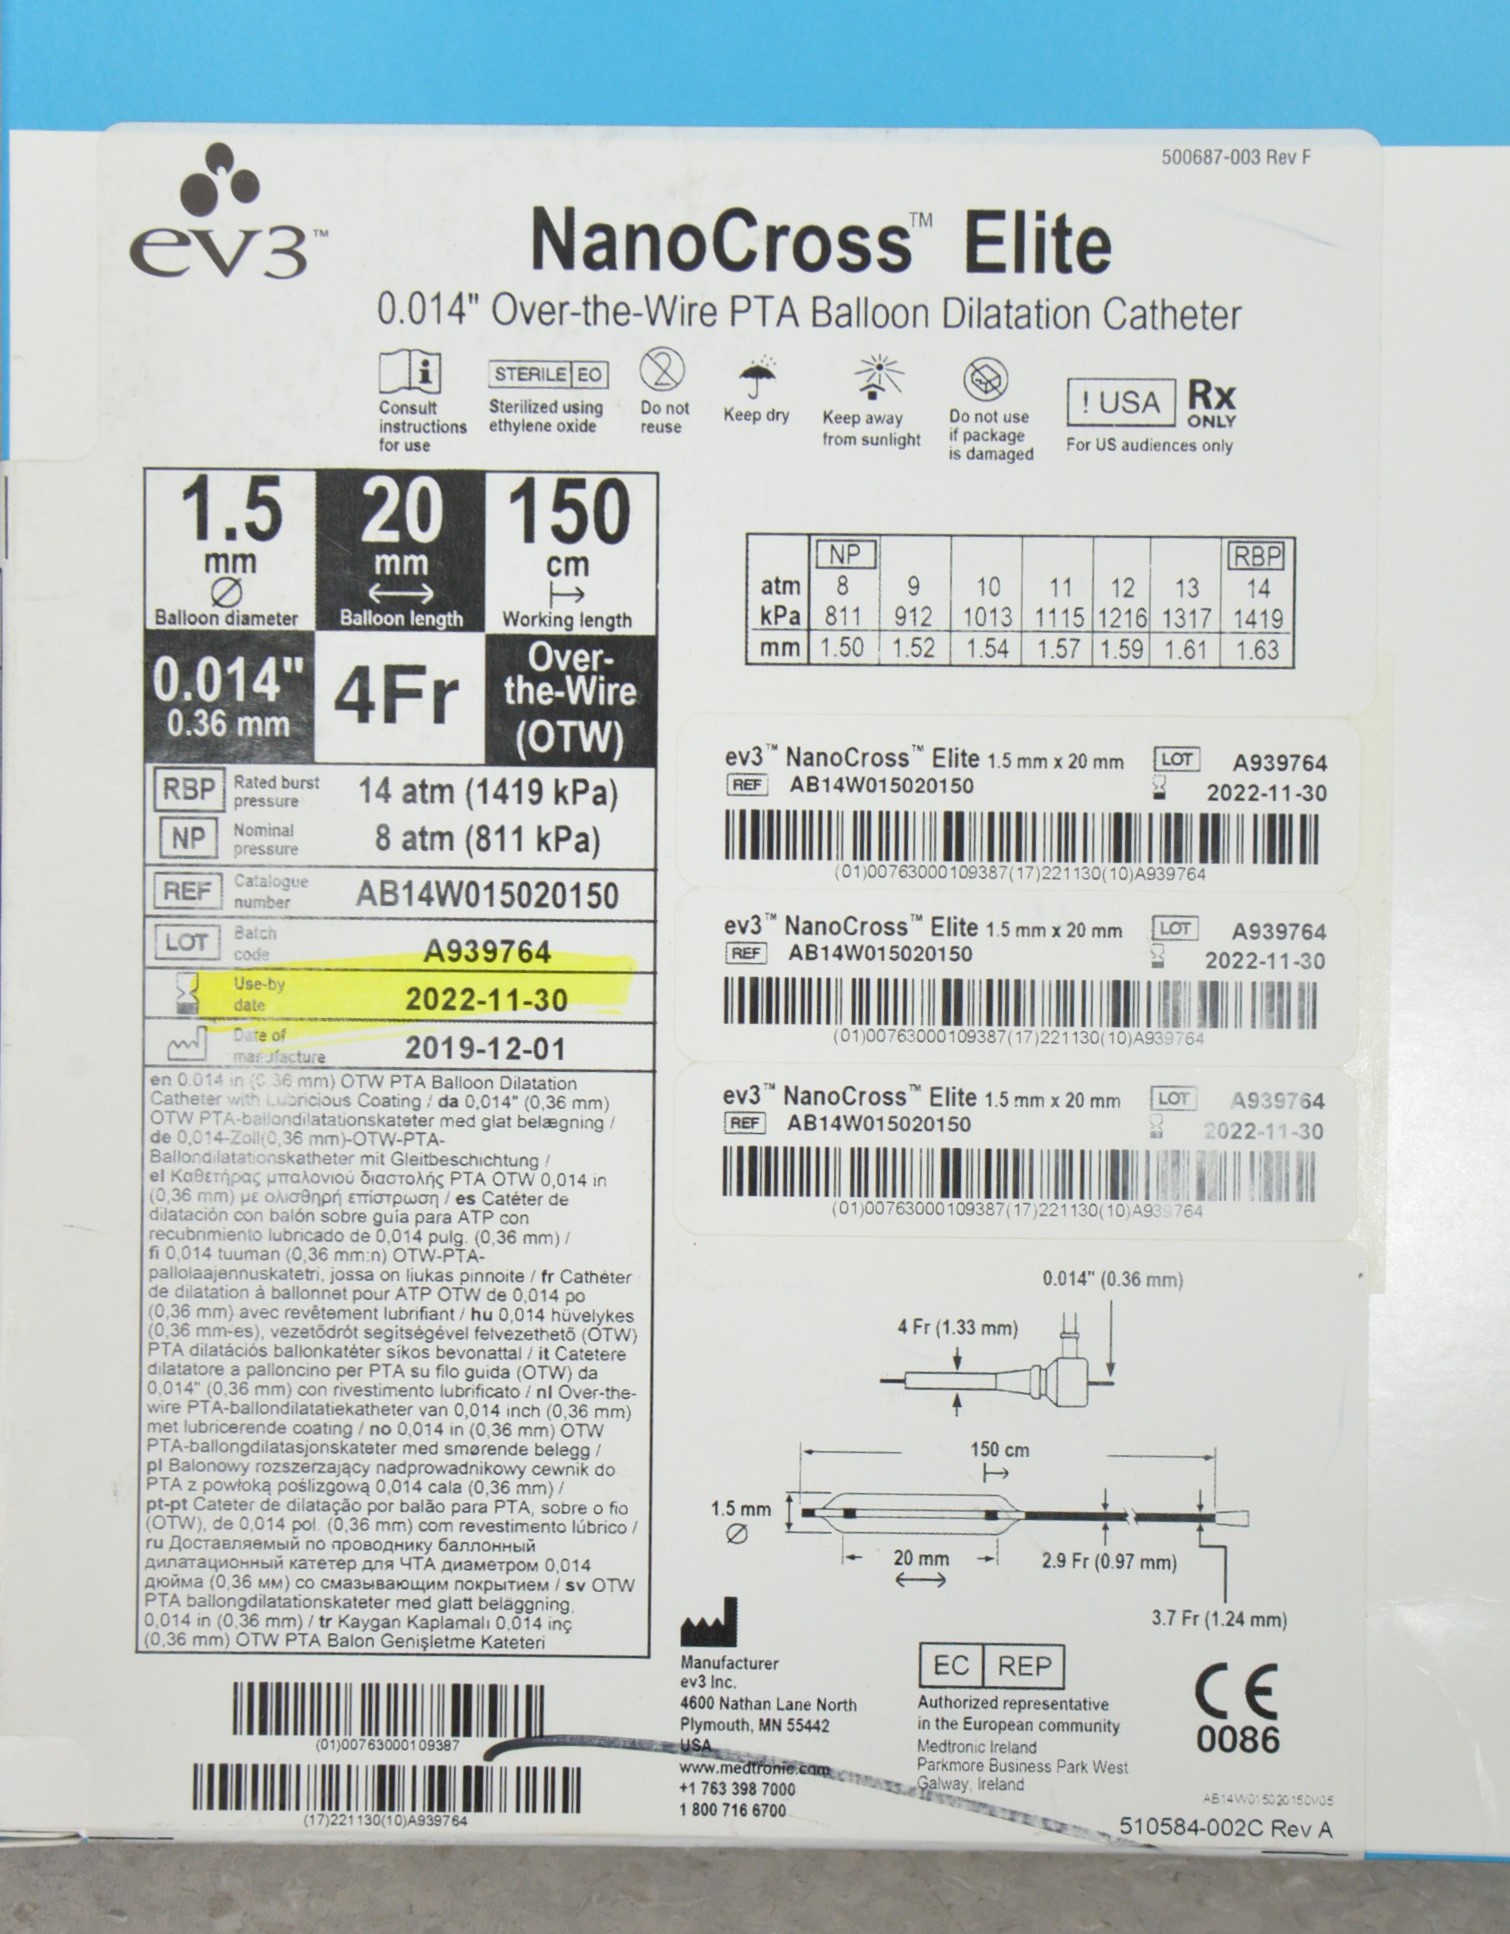 500687-003 Rev F
ev3™
NanoCross™ Elite
0.014" Over-the-Wire PTA Balloon Dilatation Catheter
Consult
instructions
for use
STERILE EO
Sterilized using
ethylene oxide
2
Do not
reuse
Keep dry
Keep away
from sunlight
Do not use
if package
is damaged
! USA
Rx
ONLY
For US audiences only
1.5
mm
Balloon diameter
20
mm
Balloon length
150
cm
Working length
0.014"
0.36 mm
4Fr
Over-
the-Wire
(OTW)
RBP Rated burst
pressure 14 atm (1419 kPa)
NP Nominal
pressure 8 atm (811 kPa)
REF Catalogue
number AB14W015020150
LOT Batch
code A939764
Use-by
date 2022-11-30
Date of
manufacture 2019-12-01
en 0.014 in (0.36 mm) OTW PTA Balloon Dilatation
Catheter with Lubricious Coating / da 0,014" (0,36 mm)
OTW PTA-ballondilatationskateter med glat belægning /
de 0,014-Zoll(0,36 mm)-OTW-PTA-
Ballondilatationskatheter mit Gleitbeschichtung /
el Καθετήρας μπαλονιού διαστολής PTA OTW 0,014 in
(0,36 mm) με ολισθηρή επίστρωση / es Catéter de
dilatación con balón sobre guía para ATP con
recubrimiento lubricado de 0,014 pulg. (0,36 mm) /
fi 0,014 tuuman (0,36 mm:n) OTW-PTA-
pallolaajennuskatetri, jossa on liukas pinnoite / fr Cathéter
de dilatation à ballonnet pour ATP OTW de 0,014 po
(0,36 mm) avec revêtement lubrifiant / hu 0,014 hüvelykes
(0,36 mm-es), vezetődrót segítségével felvezethető (OTW)
PTA dilatációs ballonkatéter síkos bevonattal / it Catetere
dilatatore a palloncino per PTA su filo guida (OTW) da
0,014" (0,36 mm) con rivestimento lubrificato / nl Over-the-
wire PTA-ballondilatatiekatheter van 0,014 inch (0,36 mm)
met lubricerende coating / no 0,014 in (0,36 mm) OTW
PTA-ballongdilatasjonskateter med smørende belegg /
pl Balonowy rozszerzający nadprowadnikowy cewnik do
PTA z powłoką poślizgową 0,014 cala (0,36 mm) /
pt-pt Cateter de dilatação por balão para PTA, sobre o fio
(OTW), de 0,014 pol. (0,36 mm) com revestimento lúbrico /
ru Доставляемый по проводнику баллонный
дилатационный катетер для ЧТА диаметром 0,014
дюйма (0,36 мм) со смазывающим покрытием / sv OTW
PTA ballongdilatationskateter med glatt beläggning,
0,014 in (0,36 mm) / tr Kaygan Kaplamalı 0,014 inç
(0,36 mm) OTW PTA Balon Genişletme Kateteri
(01)00763000109387
(17)221130(10)A939764
NP RBP
atm 8 9 10 11 12 13 14
kPa 811 912 1013 1115 1216 1317 1419
mm 1.50 1.52 1.54 1.57 1.59 1.61 1.63
ev3™ NanoCross™ Elite 1.5 mm x 20 mm LOT A939764
REF AB14W015020150 2022-11-30
(01)00763000109387(17)221130(10)A939764
ev3™ NanoCross™ Elite 1.5 mm x 20 mm LOT A939764
REF AB14W015020150 2022-11-30
(01)00763000109387(17)221130(10)A939764
ev3™ NanoCross™ Elite 1.5 mm x 20 mm LOT A939764
REF AB14W015020150 2022-11-30
(01)00763000109387(17)221130(10)A939764
0.014" (0.36 mm)
4 Fr (1.33 mm)
150 cm
1.5 mm
20 mm
2.9 Fr (0.97 mm)
3.7 Fr (1.24 mm)
Manufacturer
ev3 Inc.
4600 Nathan Lane North
Plymouth, MN 55442
USA
www.medtronic.com
+1 763 398 7000
1 800 716 6700
EC REP
Authorized representative
in the European community
Medtronic Ireland
Parkmore Business Park West
Galway, Ireland
CE
0086
AB14W015020150V05
510584-002C Rev A